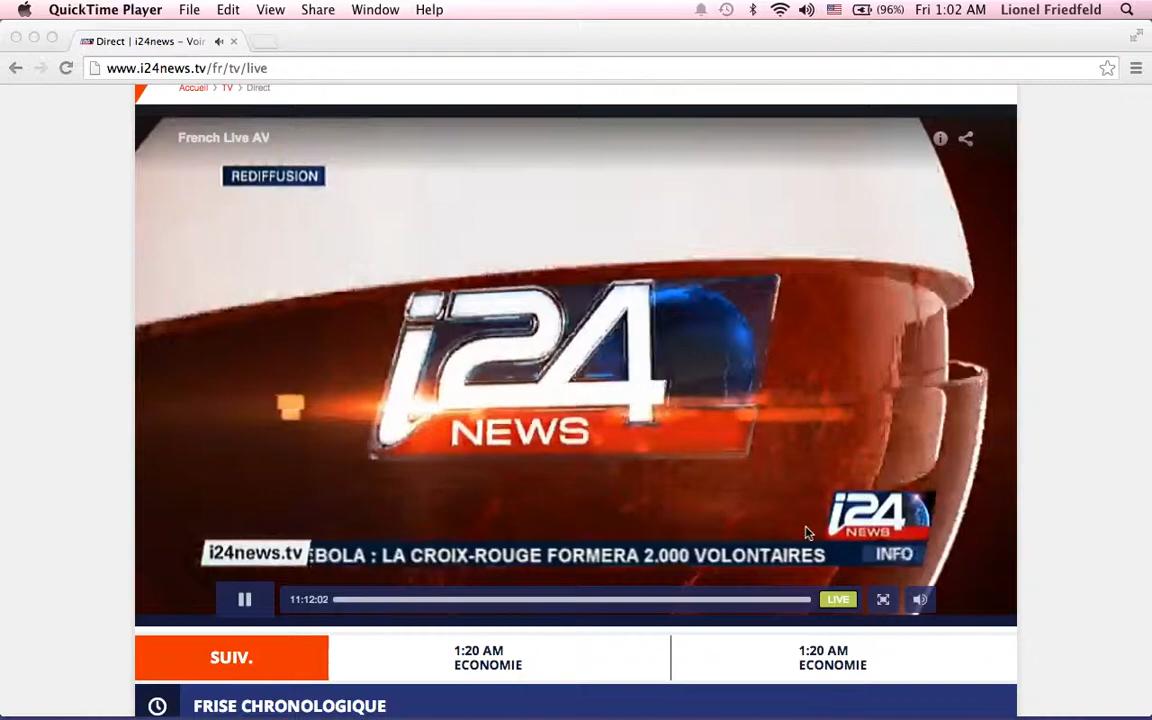 QuickTime Player File Edit View Share Window Help (96%) Fri 1:02 AM Lionel Friedfeld
Direct | i24news – Voir
www.i24news.tv/fr/tv/live
Accueil > TV > Direct
French Live AV
REDIFFUSION
i24
NEWS
i24
NEWS
i24news.tv EBOLA : LA CROIX-ROUGE FORMERA 2.000 VOLONTAIRES INFO
11:12:02 LIVE
SUIV.
1:20 AM
ECONOMIE
1:20 AM
ECONOMIE
FRISE CHRONOLOGIQUE